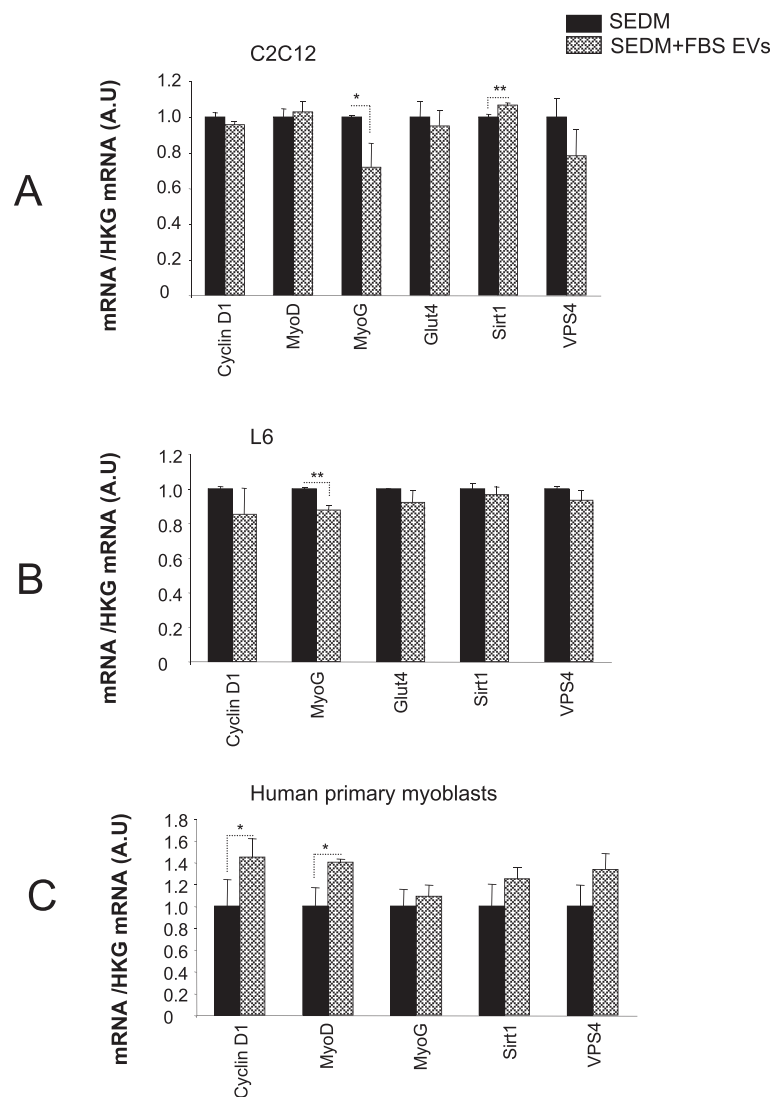 SEDM
SEDM+FBS EVs
C2C12
A
mRNA /HKG mRNA (A.U)
1.2
1.0
0.8
0.6
0.4
0.2
0
*
**
Cyclin D1
MyoD
MyoG
Glut4
Sirt1
VPS4
L6
B
mRNA /HKG mRNA (A.U)
1.2
1.0
0.8
0.6
0.4
0.2
0
**
Cyclin D1
MyoG
Glut4
Sirt1
VPS4
Human primary myoblasts
C
mRNA /HKG mRNA (A.U)
1.8
1.6
1.4
1.2
1.0
0.8
0.6
0.4
0.2
0
*
*
Cyclin D1
MyoD
MyoG
Sirt1
VPS4